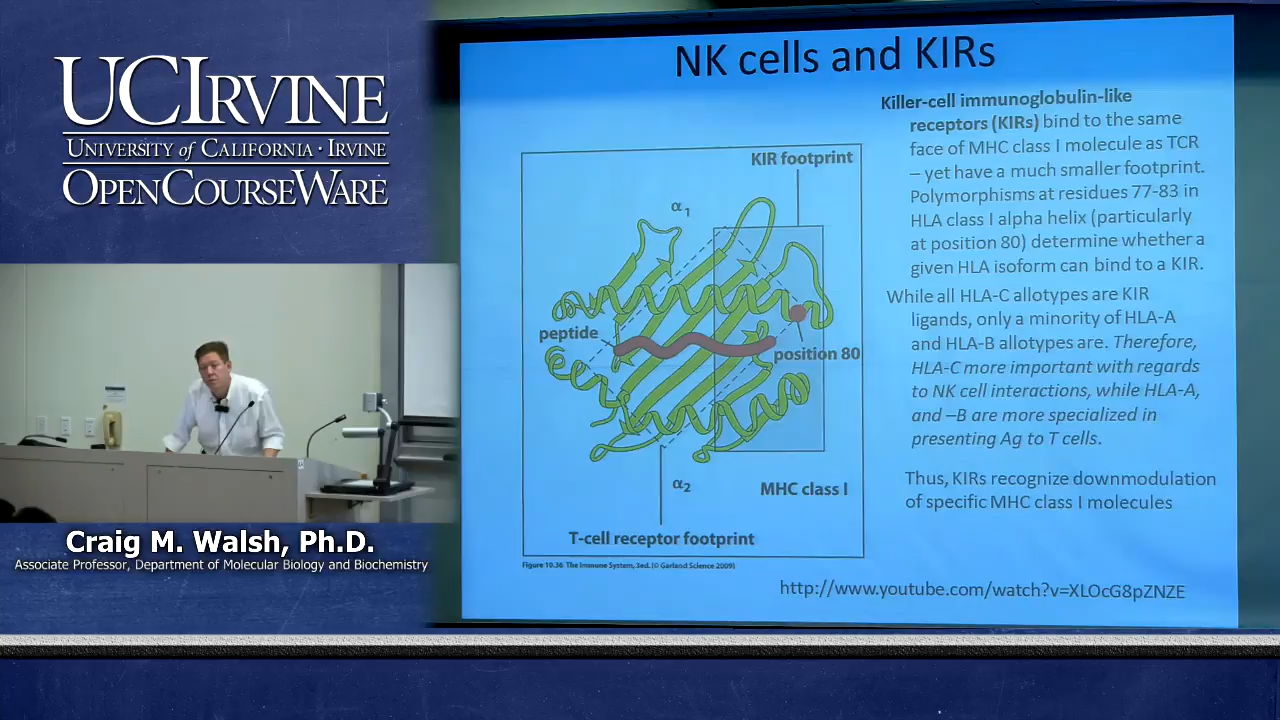 UCIRVINE
UNIVERSITY of CALIFORNIA · IRVINE
OPENCOURSEWARE
Craig M. Walsh, Ph.D.
Associate Professor, Department of Molecular Biology and Biochemistry
NK cells and KIRs
KIR footprint
α1
peptide
position 80
α2
MHC class I
T-cell receptor footprint
Figure 10.36 The Immune System, 3ed. (© Garland Science 2009)
Killer-cell immunoglobulin-like
receptors (KIRs) bind to the same
face of MHC class I molecule as TCR
– yet have a much smaller footprint.
Polymorphisms at residues 77-83 in
HLA class I alpha helix (particularly
at position 80) determine whether a
given HLA isoform can bind to a KIR.
While all HLA-C allotypes are KIR
ligands, only a minority of HLA-A
and HLA-B allotypes are. Therefore,
HLA-C more important with regards
to NK cell interactions, while HLA-A,
and –B are more specialized in
presenting Ag to T cells.
Thus, KIRs recognize downmodulation
of specific MHC class I molecules
http://www.youtube.com/watch?v=XLOcG8pZNZE